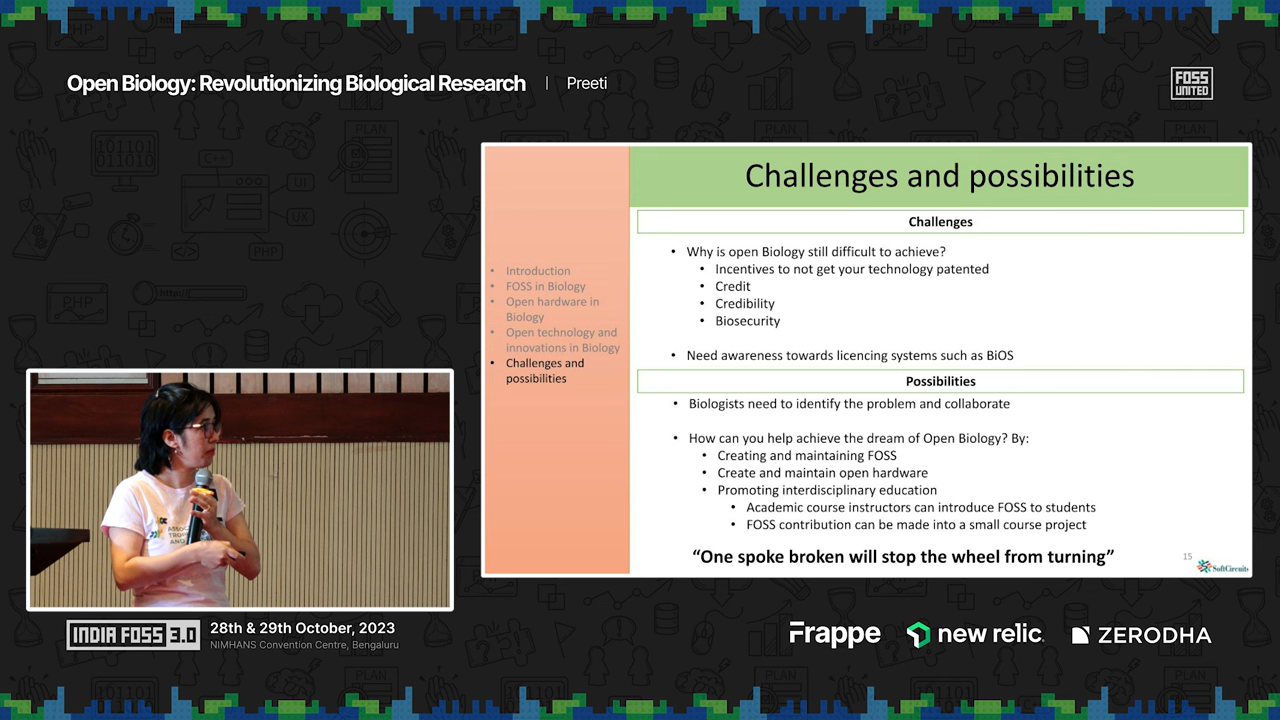 Open Biology: Revolutionizing Biological Research | Preeti
FOSS
UNITED
Challenges and possibilities
Introduction
FOSS in Biology
Open hardware in
Biology
Open technology and
innovations in Biology
Challenges and
possibilities
Challenges
Why is open Biology still difficult to achieve?
Incentives to not get your technology patented
Credit
Credibility
Biosecurity
Need awareness towards licencing systems such as BiOS
Possibilities
Biologists need to identify the problem and collaborate
How can you help achieve the dream of Open Biology? By:
Creating and maintaining FOSS
Create and maintain open hardware
Promoting interdisciplinary education
Academic course instructors can introduce FOSS to students
FOSS contribution can be made into a small course project
“One spoke broken will stop the wheel from turning”
15
SoftCircuits
INDIA FOSS 3.0
28th & 29th October, 2023
NIMHANS Convention Centre, Bengaluru
Frappe
new relic
ZERODHA